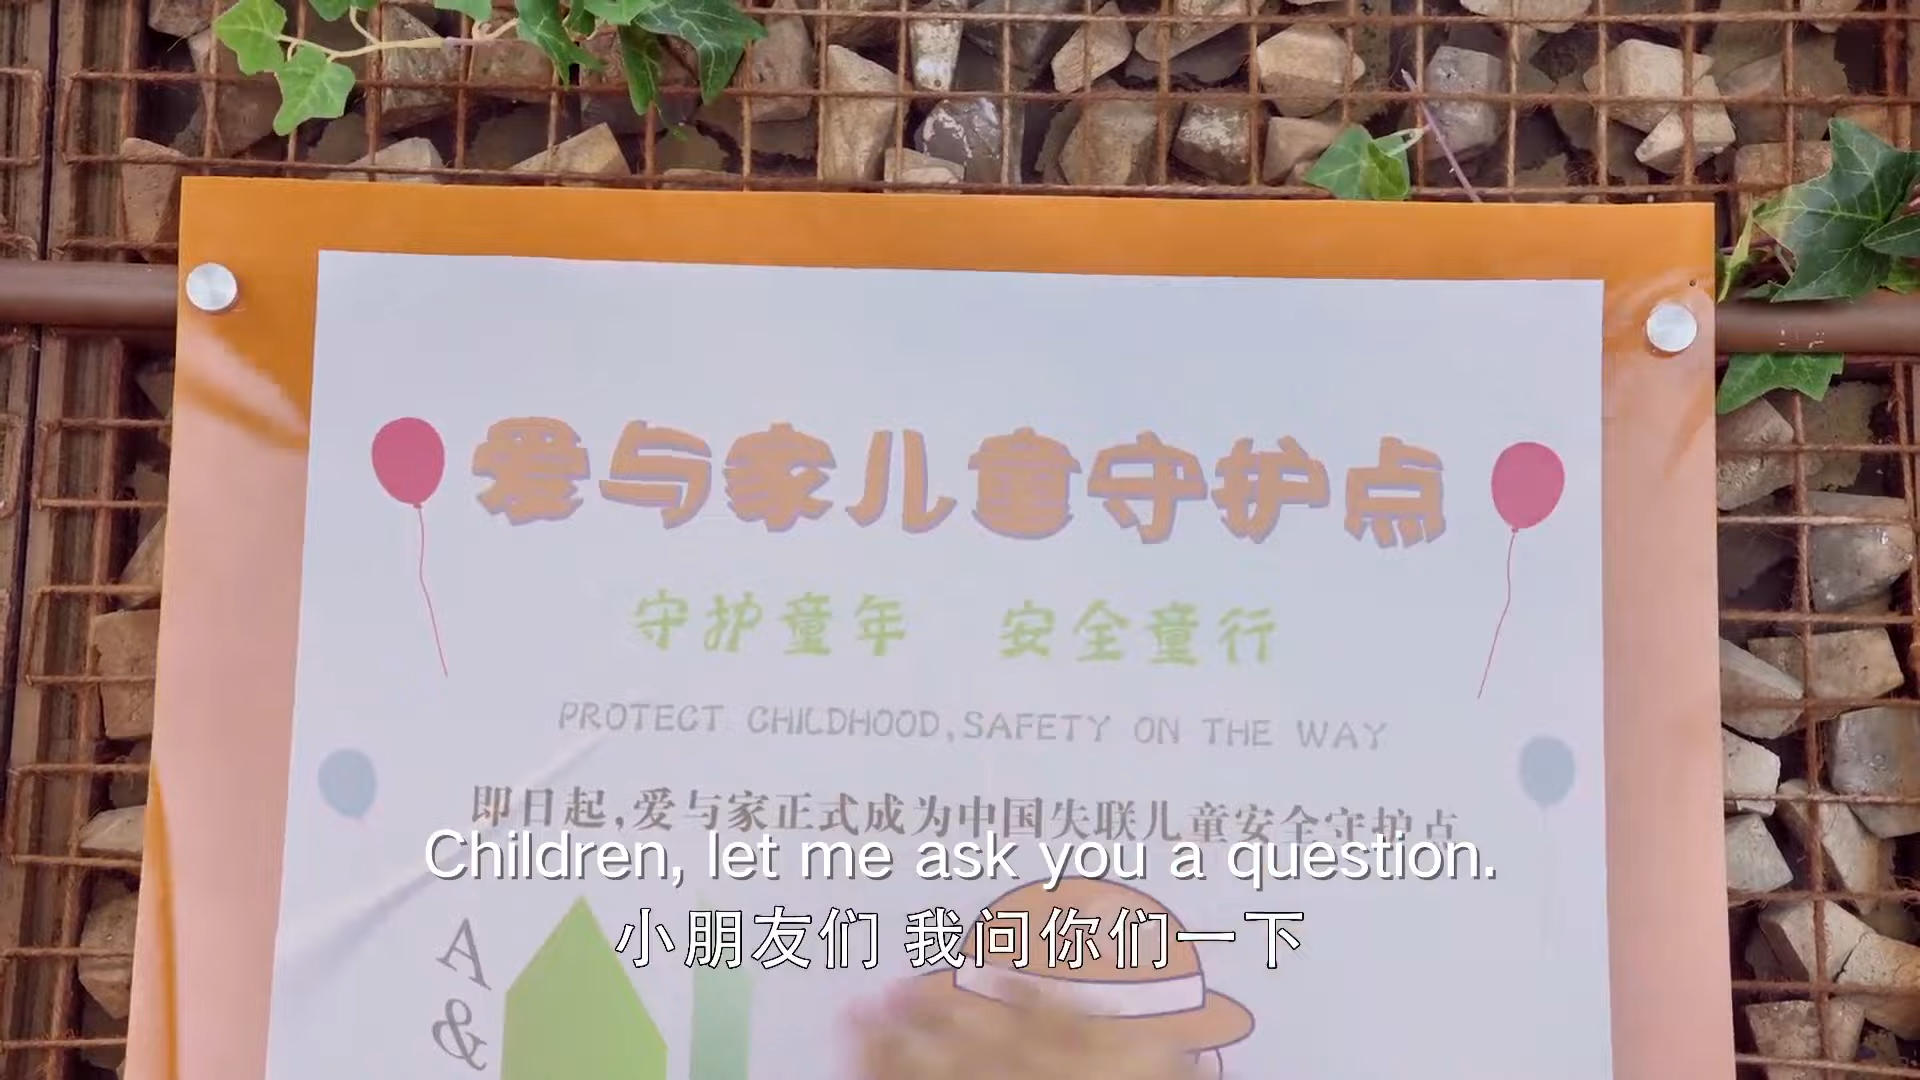 爱与家儿童守护点
守护童年 安全童行
PROTECT CHILDHOOD,SAFETY ON THE WAY
即日起,爱与家正式成为中国失联儿童安全守护点
Children, let me ask you a question.
小朋友们 我问你们一下
A
&